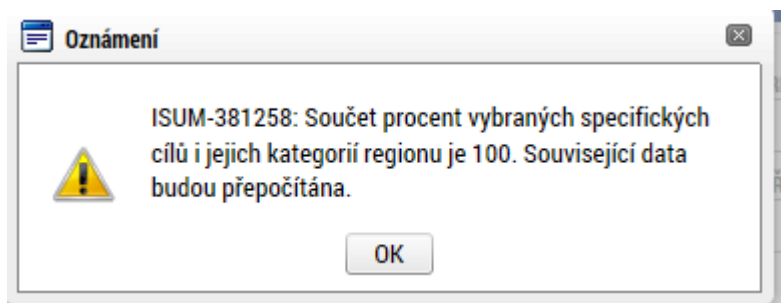 Oznámení
ISUM-381258: Součet procent vybraných specifických
cílů i jejich kategorií regionu je 100. Související data
budou přepočítána.
OK